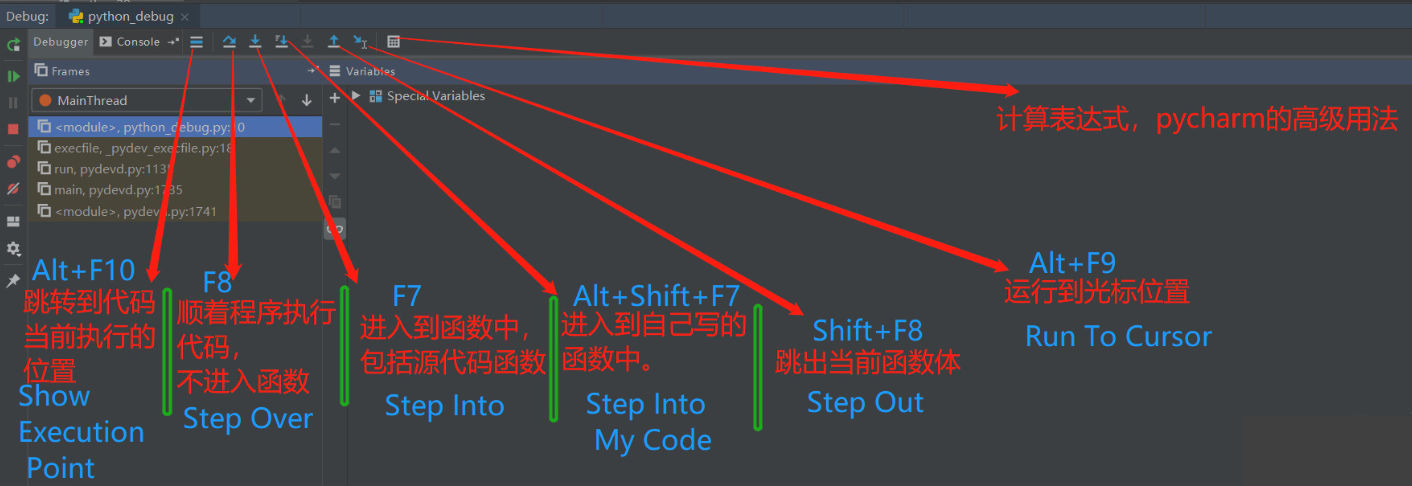 Debug: python_debug
Debugger Console
Frames
Variables
MainThread
Special Variables
<module>, python_debug.py:10
execfile, _pydev_execfile.py:18
run, pydevd.py:1135
main, pydevd.py:1735
<module>, pydevd.py:1741
计算表达式，pycharm的高级用法
Alt+F10
跳转到代码
当前执行的
位置
Show
Execution
Point
F8
顺着程序执行
代码，
不进入函数
Step Over
F7
进入到函数中，
包括源代码函数
Step Into
Alt+Shift+F7
进入到自己写的
函数中。
Step Into
My Code
Shift+F8
跳出当前函数体
Step Out
Alt+F9
运行到光标位置
Run To Cursor